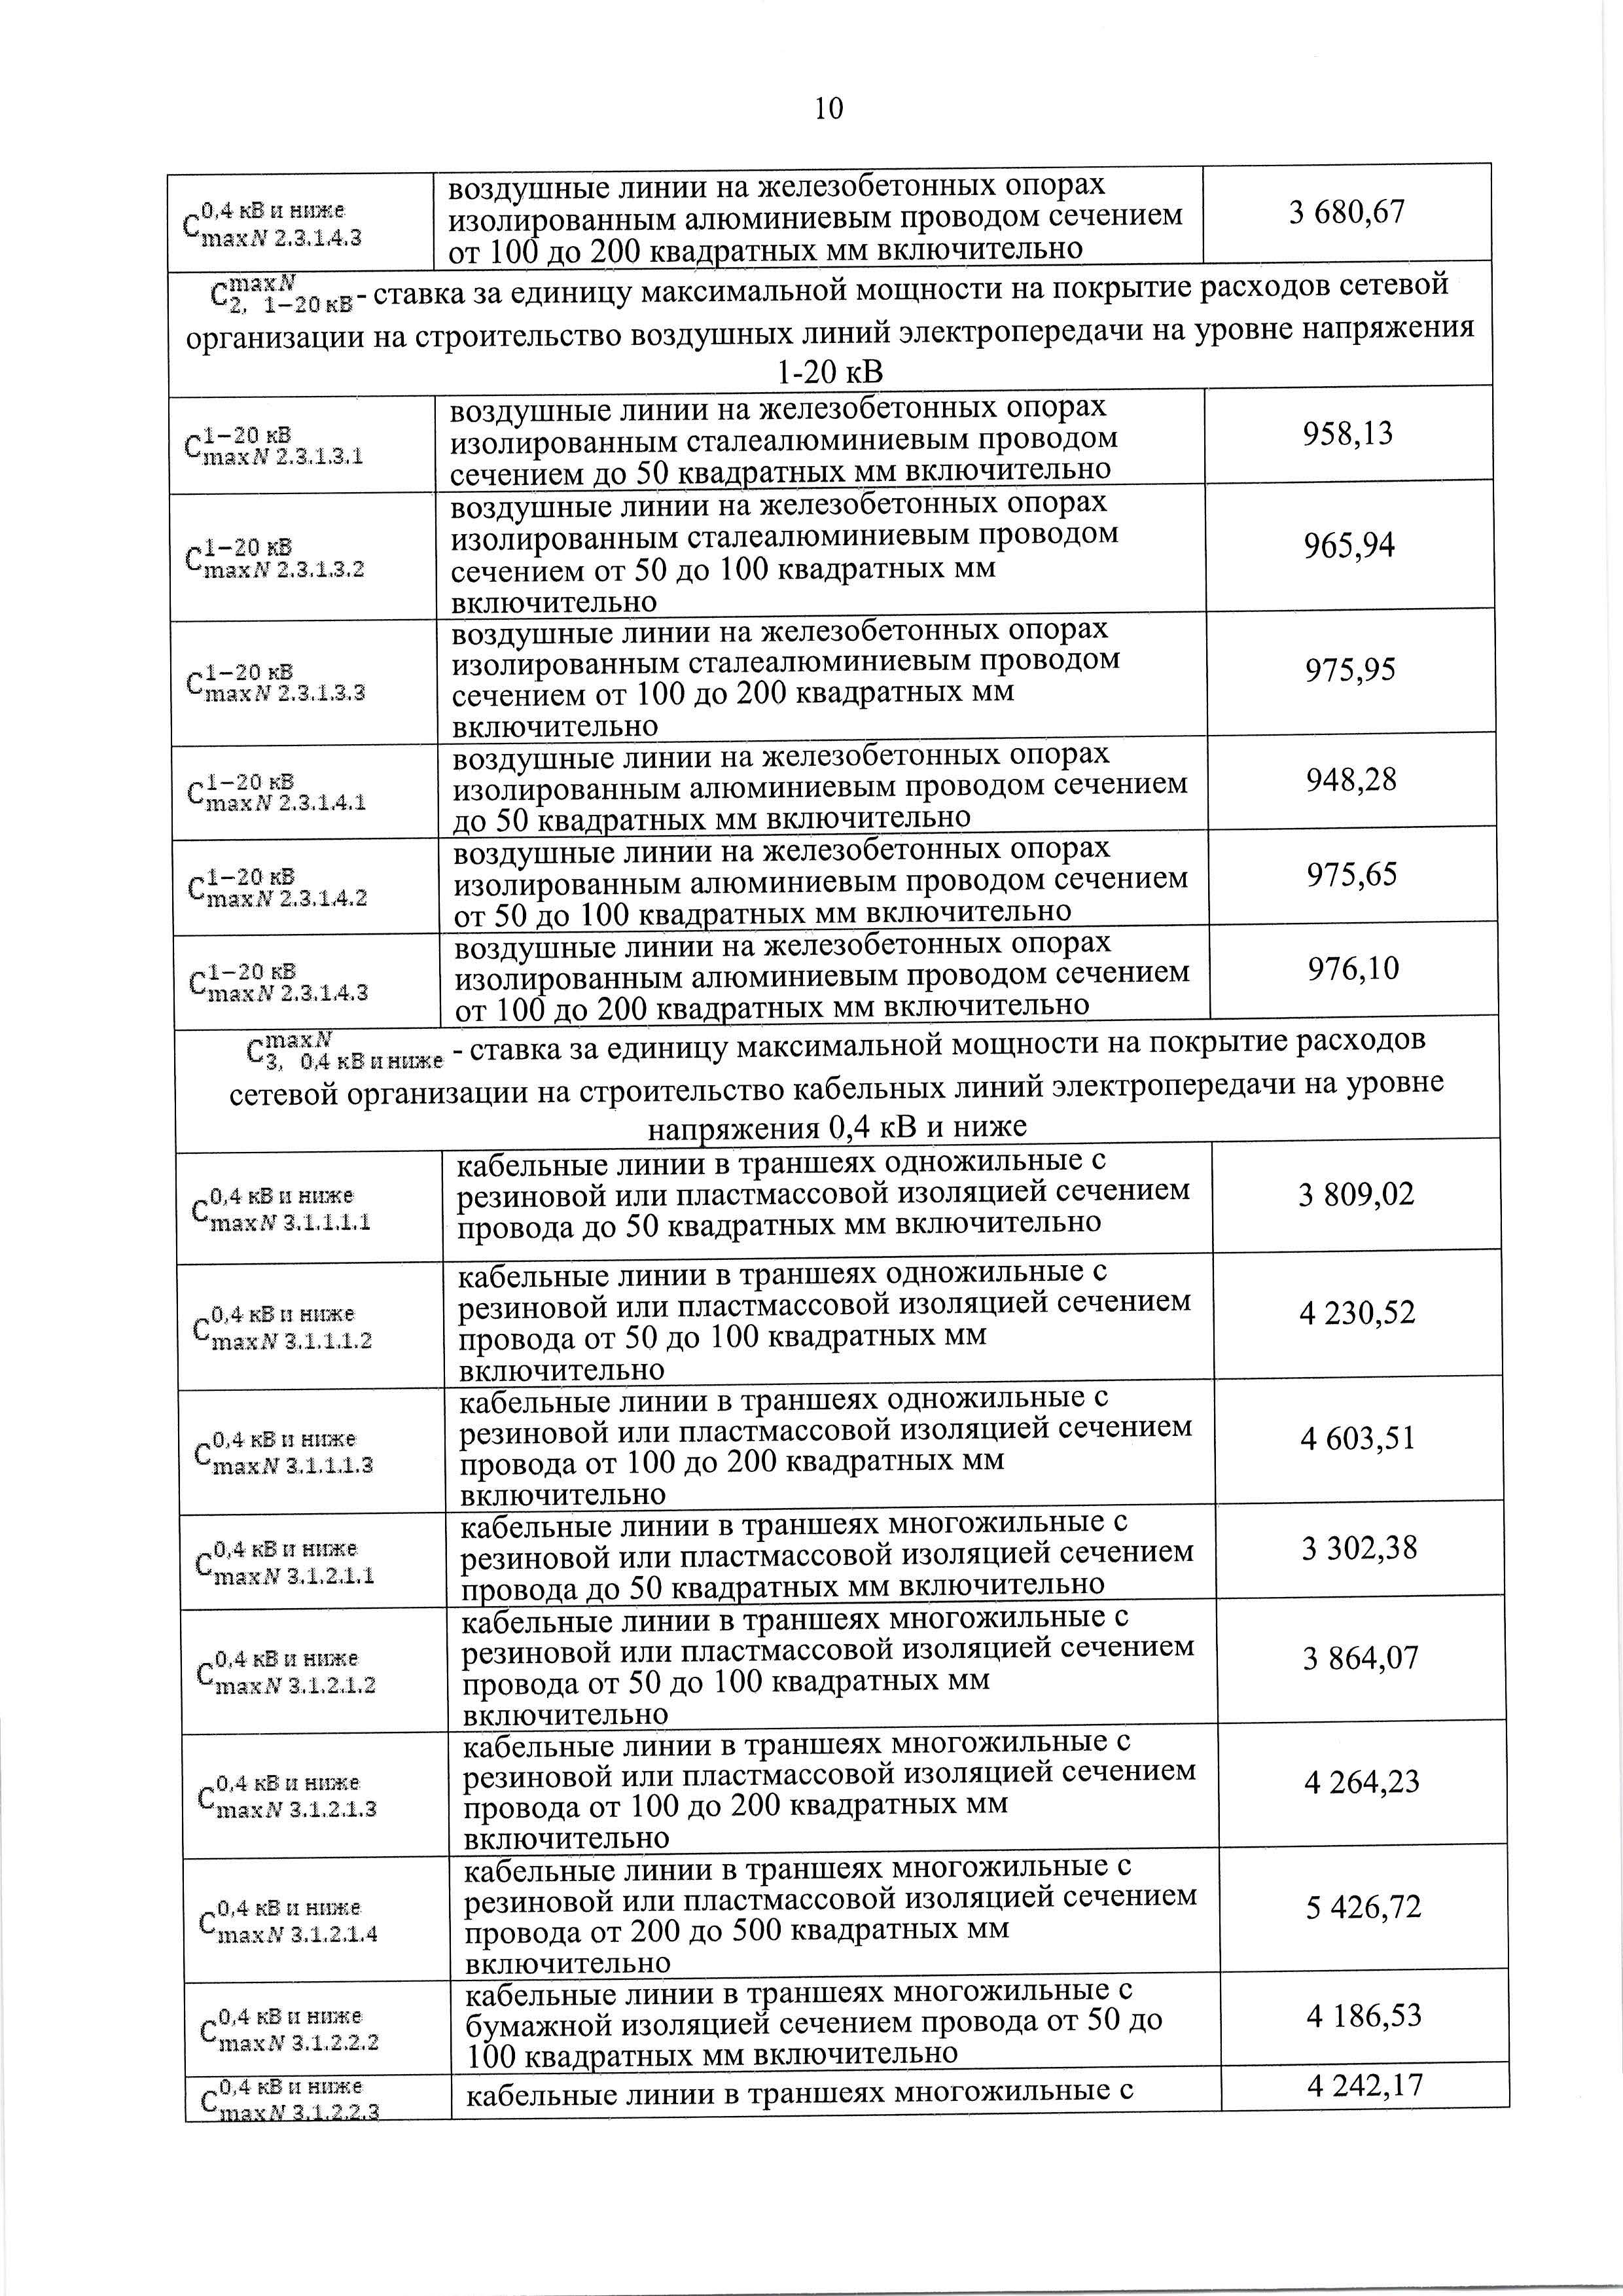 10
C 0,4 кВ и ниже maxN 2.3.1.4.3
воздушные линии на железобетонных опорах
изолированным алюминиевым проводом сечением
от 100 до 200 квадратных мм включительно
3 680,67
C maxN 2, 1−20 кВ - ставка за единицу максимальной мощности на покрытие расходов сетевой
организации на строительство воздушных линий электропередачи на уровне напряжения
1-20 кВ
C 1−20 кВ maxN 2.3.1.3.1
воздушные линии на железобетонных опорах
изолированным сталеалюминиевым проводом
сечением до 50 квадратных мм включительно
958,13
C 1−20 кВ maxN 2.3.1.3.2
воздушные линии на железобетонных опорах
изолированным сталеалюминиевым проводом
сечением от 50 до 100 квадратных мм
включительно
965,94
C 1−20 кВ maxN 2.3.1.3.3
воздушные линии на железобетонных опорах
изолированным сталеалюминиевым проводом
сечением от 100 до 200 квадратных мм
включительно
975,95
C 1−20 кВ maxN 2.3.1.4.1
воздушные линии на железобетонных опорах
изолированным алюминиевым проводом сечением
до 50 квадратных мм включительно
948,28
C 1−20 кВ maxN 2.3.1.4.2
воздушные линии на железобетонных опорах
изолированным алюминиевым проводом сечением
от 50 до 100 квадратных мм включительно
975,65
C 1−20 кВ maxN 2.3.1.4.3
воздушные линии на железобетонных опорах
изолированным алюминиевым проводом сечением
от 100 до 200 квадратных мм включительно
976,10
C maxN 3, 0,4 кВ и ниже - ставка за единицу максимальной мощности на покрытие расходов
сетевой организации на строительство кабельных линий электропередачи на уровне
напряжения 0,4 кВ и ниже
C 0,4 кВ и ниже maxN 3.1.1.1.1
кабельные линии в траншеях одножильные с
резиновой или пластмассовой изоляцией сечением
провода до 50 квадратных мм включительно
3 809,02
C 0,4 кВ и ниже maxN 3.1.1.1.2
кабельные линии в траншеях одножильные с
резиновой или пластмассовой изоляцией сечением
провода от 50 до 100 квадратных мм
включительно
4 230,52
C 0,4 кВ и ниже maxN 3.1.1.1.3
кабельные линии в траншеях одножильные с
резиновой или пластмассовой изоляцией сечением
провода от 100 до 200 квадратных мм
включительно
4 603,51
C 0,4 кВ и ниже maxN 3.1.2.1.1
кабельные линии в траншеях многожильные с
резиновой или пластмассовой изоляцией сечением
провода до 50 квадратных мм включительно
3 302,38
C 0,4 кВ и ниже maxN 3.1.2.1.2
кабельные линии в траншеях многожильные с
резиновой или пластмассовой изоляцией сечением
провода от 50 до 100 квадратных мм
включительно
3 864,07
C 0,4 кВ и ниже maxN 3.1.2.1.3
кабельные линии в траншеях многожильные с
резиновой или пластмассовой изоляцией сечением
провода от 100 до 200 квадратных мм
включительно
4 264,23
C 0,4 кВ и ниже maxN 3.1.2.1.4
кабельные линии в траншеях многожильные с
резиновой или пластмассовой изоляцией сечением
провода от 200 до 500 квадратных мм
включительно
5 426,72
C 0,4 кВ и ниже maxN 3.1.2.2.2
кабельные линии в траншеях многожильные с
бумажной изоляцией сечением провода от 50 до
100 квадратных мм включительно
4 186,53
C 0,4 кВ и ниже maxN 3.1.2.2.3
кабельные линии в траншеях многожильные с
4 242,17